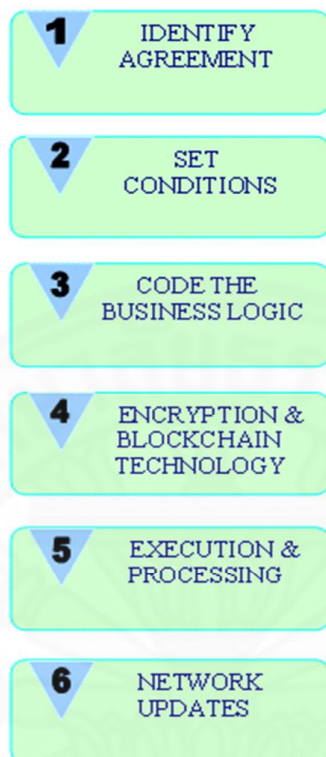 1
IDENTIFY
AGREEMENT
2
SET
CONDITIONS
3
CODE THE
BUSINESS LOGIC
4
ENCRYPTION &
BLOCKCHAIN
TECHNOLOGY
5
EXECUTION &
PROCESSING
6
NETWORK
UPDATES